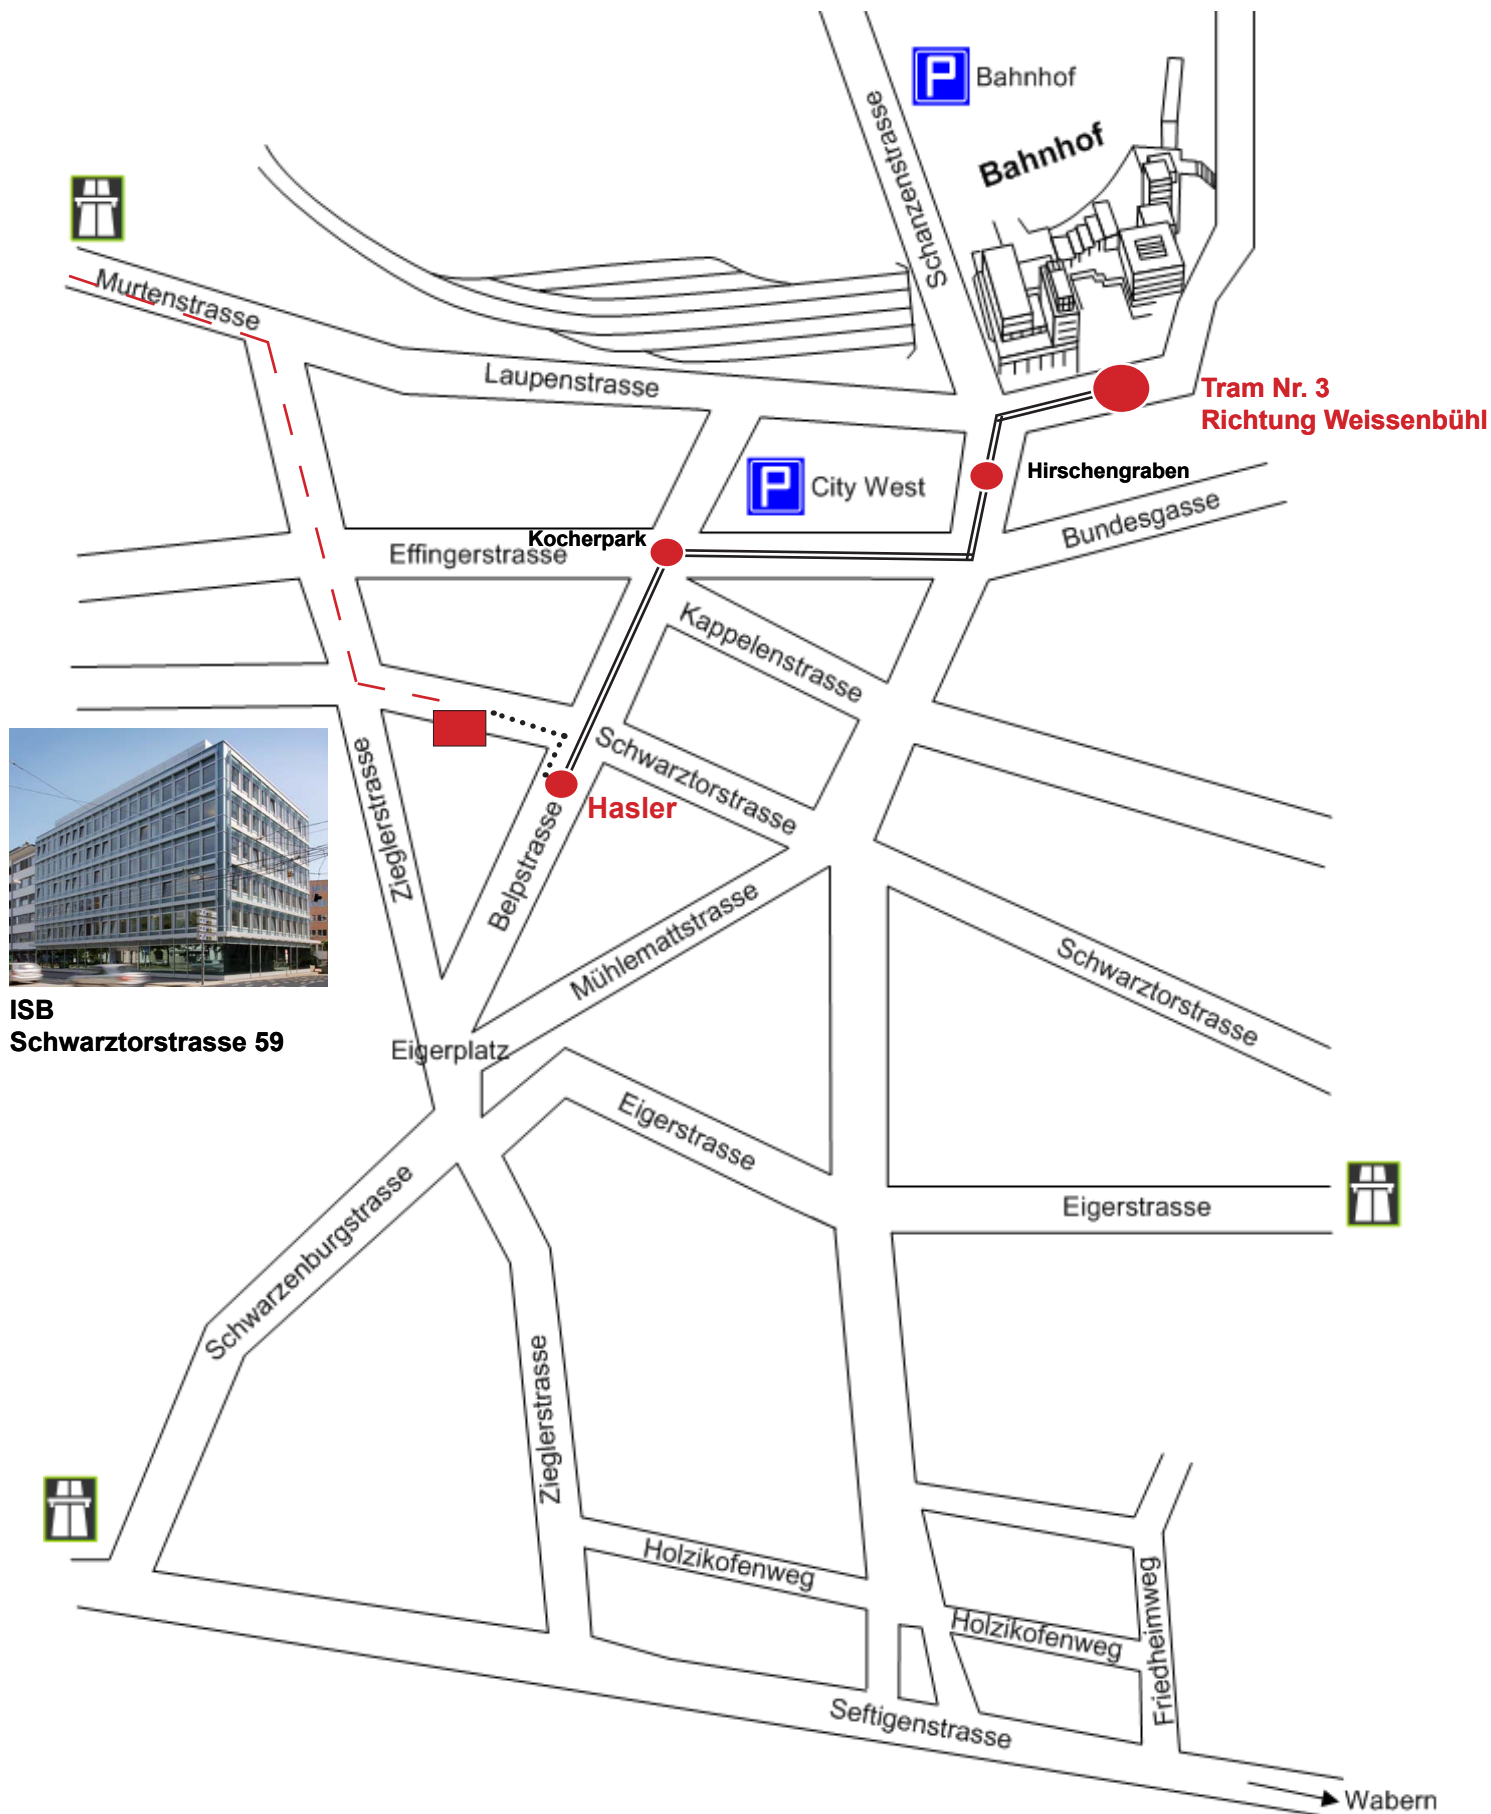 P
Bahnhof
Schanzenstrasse
Bahnhof
Murtenstrasse
Laupenstrasse
Tram Nr. 3
Richtung Weissenbühl
P
City West
Hirschengraben
Bundesgasse
Kocherpark
Effingerstrasse
Kappelenstrasse
Schwarztorstrasse
Zieglerstrasse
Hasler
Belpstrasse
Mühlemattstrasse
Schwarztorstrasse
ISB
Schwarztorstrasse 59
Eigerplatz
Eigerstrasse
Eigerstrasse
Schwarzenburgstrasse
Zieglerstrasse
Holzikofenweg
Holzikofenweg
Friedheimweg
Seftigenstrasse
Wabern